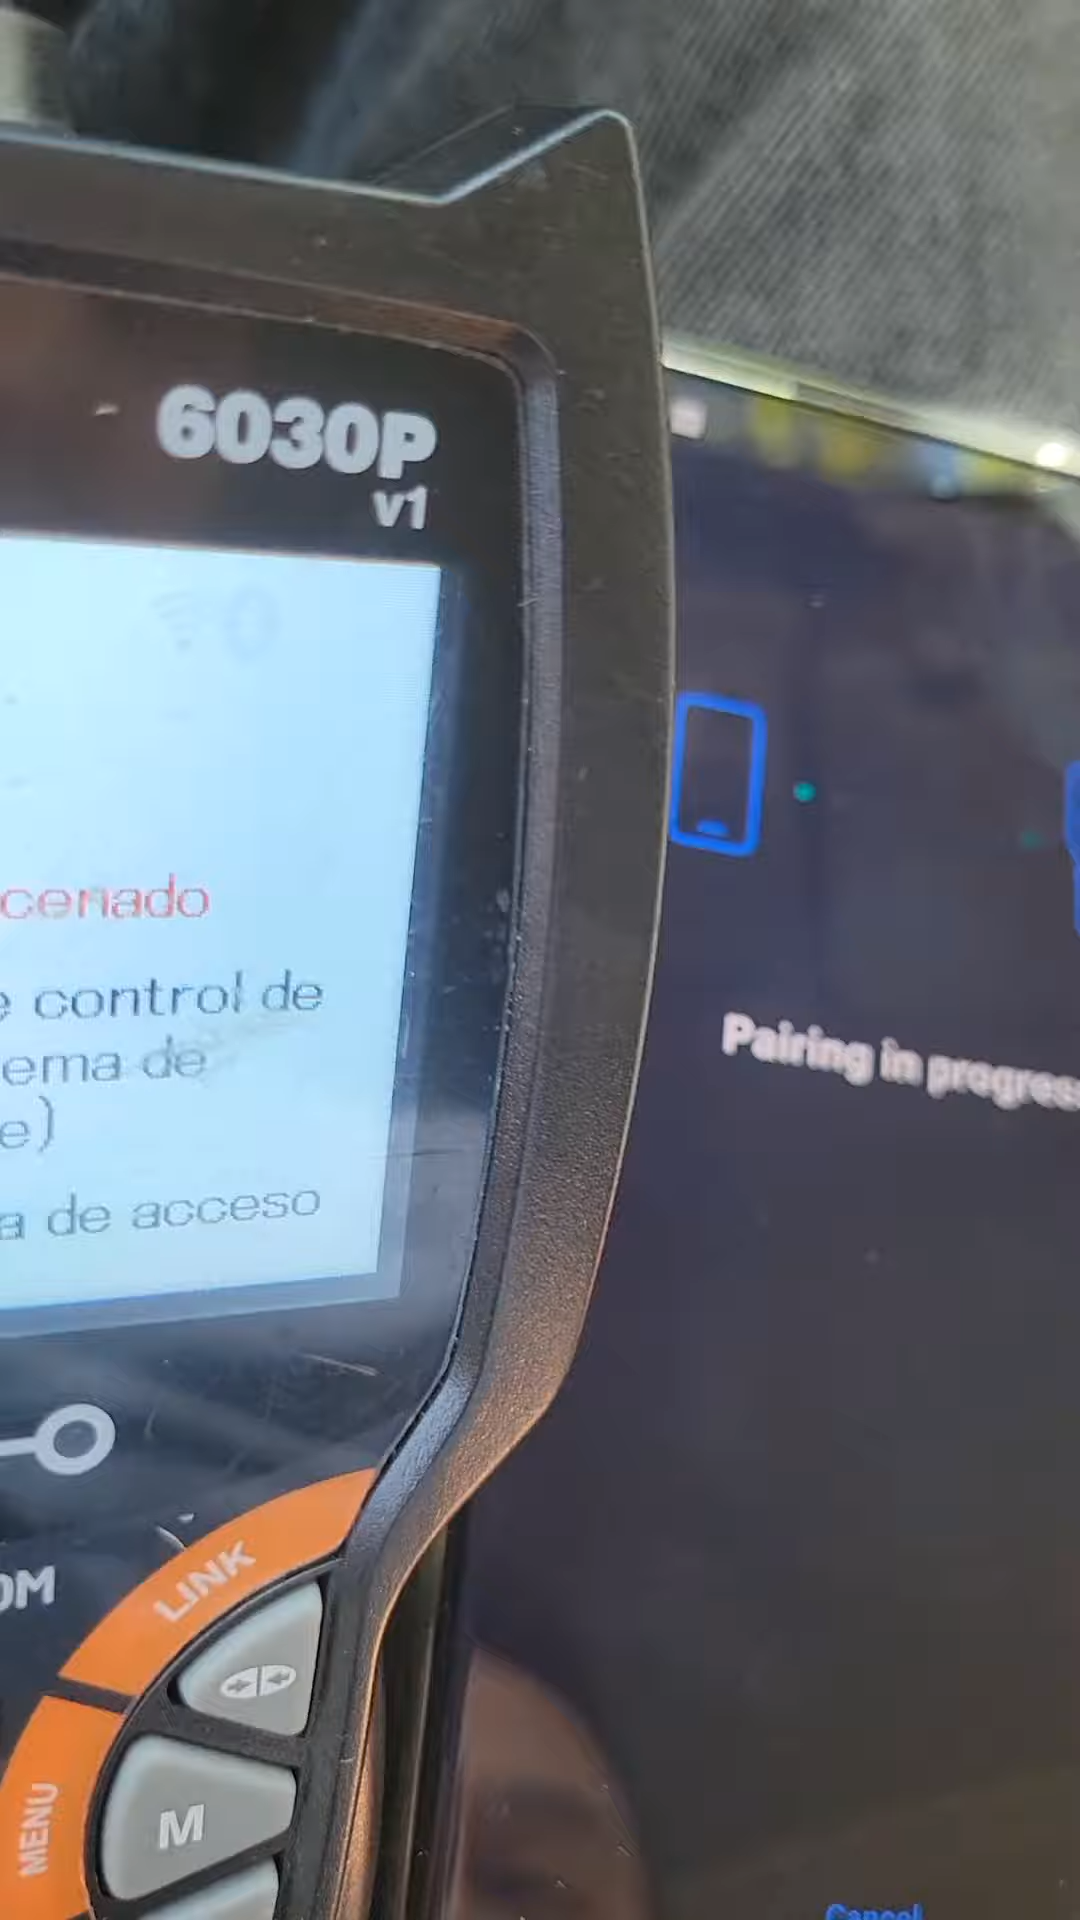 6030P
v1
cenado
e control de
ema de
e)
a de acceso
Pairing in progres
LINK
M
MENU
Cancel